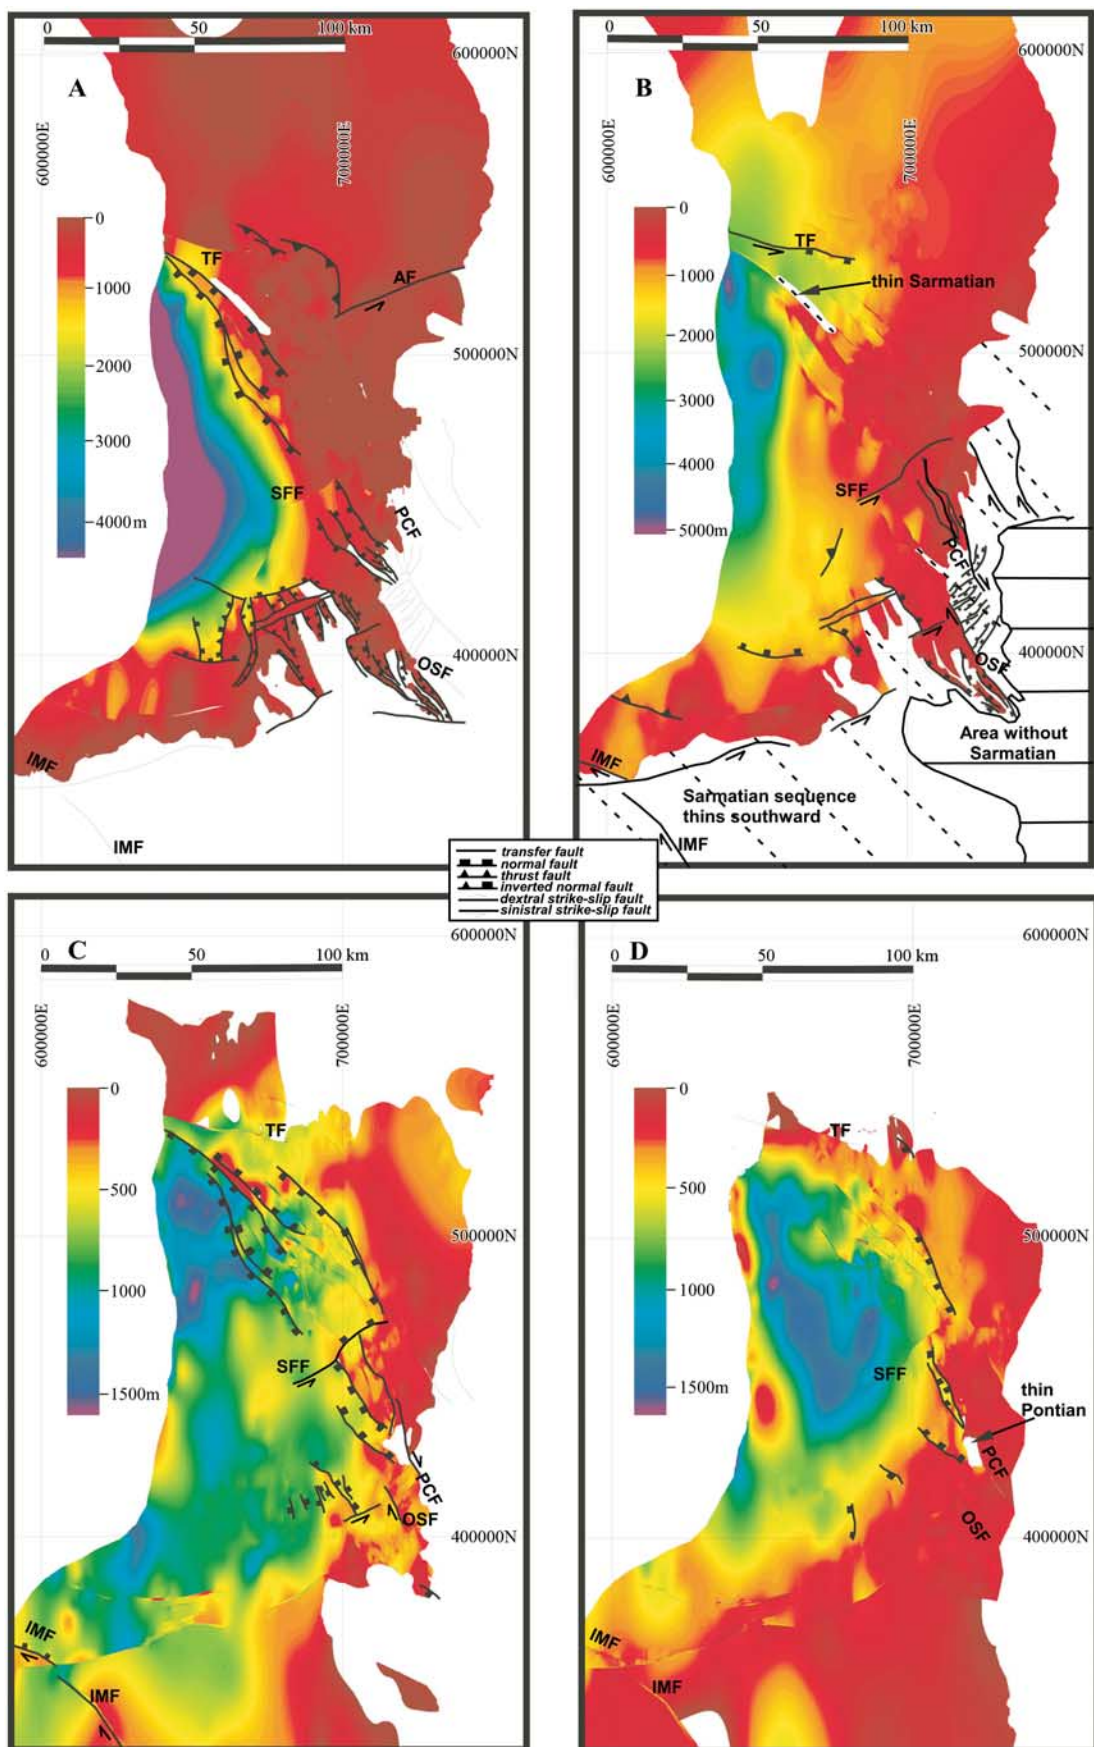 0 50 100 km
600000N
A
600000E
700000E
0
1000
2000
3000
4000m
TF
AF
500000N
SFF
PCF
400000N
OSF
IMF
IMF
0 50 100 km
600000N
B
600000E
700000E
0
1000
2000
3000
4000
5000m
TF
thin Sarmatian
500000N
SFF
PCF
400000N
OSF
Area without
Sarmatian
IMF
Sarmatian sequence
thins southward
IMF
transfer fault
normal fault
thrust fault
inverted normal fault
dextral strike-slip fault
sinistral strike-slip fault
C
600000N
0 50 100 km
600000E
700000E
0
500
1000
1500m
TF
500000N
SFF
PCF
OSF
400000N
IMF
IMF
D
600000N
0 50 100 km
600000E
700000E
0
500
1000
1500m
TF
500000N
SFF
thin
Pontian
PCF
OSF
400000N
IMF
IMF